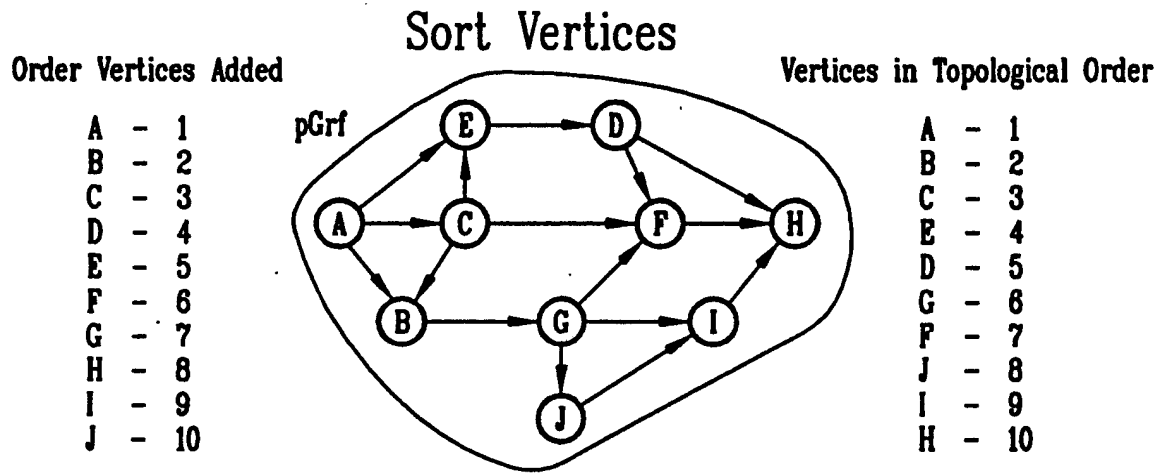 Sort Vertices
Order Vertices Added
A - 1
B - 2
C - 3
D - 4
E - 5
F - 6
G - 7
H - 8
I - 9
J - 10
pGrf
E
D
A
C
F
H
B
G
I
J
Vertices in Topological Order
A - 1
B - 2
C - 3
E - 4
D - 5
G - 6
F - 7
J - 8
I - 9
H - 10